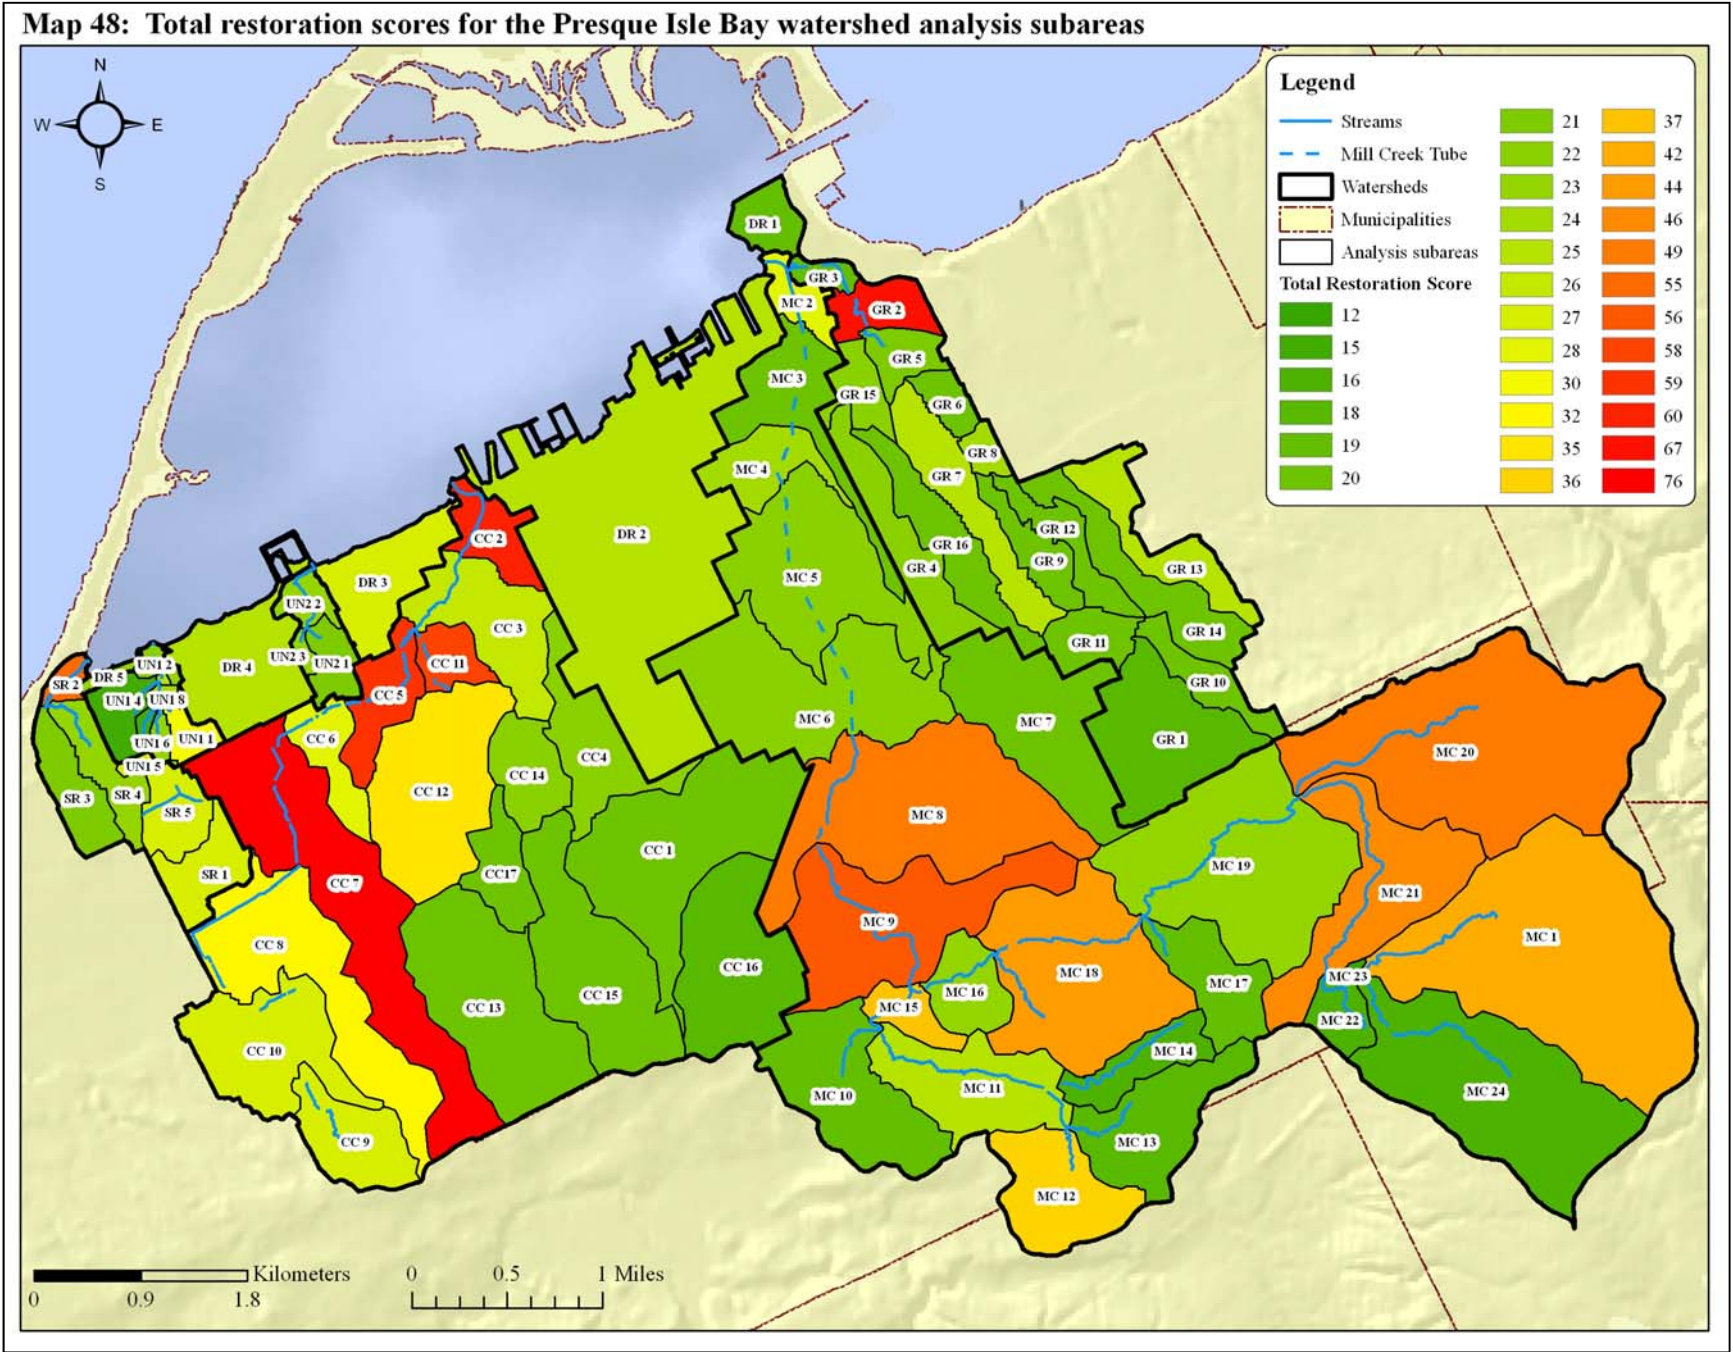 Map 48: Total restoration scores for the Presque Isle Bay watershed analysis subareas
N
W E
S
Legend
Streams
Mill Creek Tube
Watersheds
Municipalities
Analysis subareas
Total Restoration Score
12
15
16
18
19
20
21
22
23
24
25
26
27
28
30
32
35
36
37
42
44
46
49
55
56
58
59
60
67
76
DR 1
GR 3
MC 2
GR 2
GR 5
MC 3
GR 15
GR 6
GR 8
MC 4
GR 7
GR 12
CC 2
DR 2
GR 16
GR 9
GR 4
GR 13
MC 5
DR 3
UN2 2
CC 3
GR 14
GR 11
UN2 3
UN2 1
CC 11
UN1 2
DR 4
DR 5
SR 2
GR 10
CC 5
UN1 4
UN1 8
MC 6
MC 7
UN1 6
UN1 1
CC 6
GR 1
MC 20
CC4
UN1 5
CC 14
CC 12
SR 3
SR 4
SR 5
MC 8
CC 1
MC 19
SR 1
CC17
CC 7
MC 21
MC 9
MC 1
CC 8
CC 16
MC 18
MC 23
MC 17
MC 16
CC 15
CC 13
MC 15
MC 22
CC 10
MC 14
MC 11
MC 10
MC 24
CC 9
MC 13
MC 12
Kilometers
0 0.9 1.8
0 0.5 1 Miles